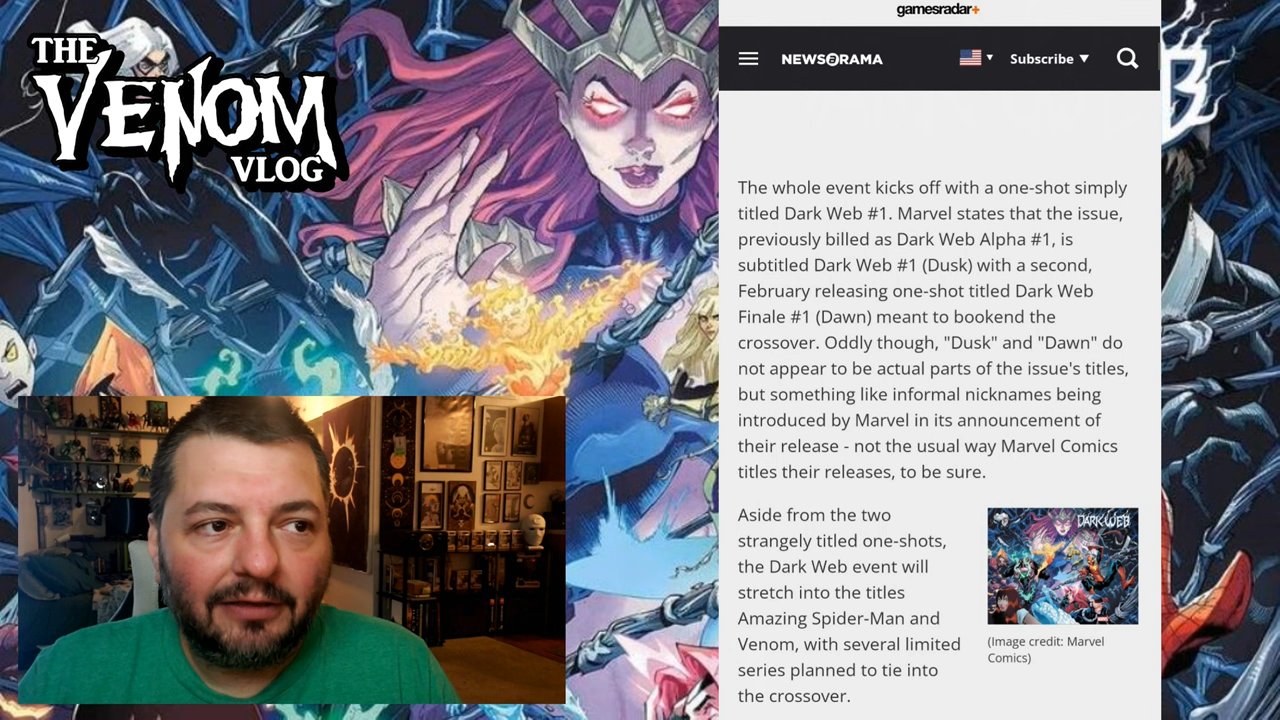 THE
VENOM
VLOG
gamesradar+
NEWSARAMA
Subscribe
The whole event kicks off with a one-shot simply
titled Dark Web #1. Marvel states that the issue,
previously billed as Dark Web Alpha #1, is
subtitled Dark Web #1 (Dusk) with a second,
February releasing one-shot titled Dark Web
Finale #1 (Dawn) meant to bookend the
crossover. Oddly though, "Dusk" and "Dawn" do
not appear to be actual parts of the issue's titles,
but something like informal nicknames being
introduced by Marvel in its announcement of
their release - not the usual way Marvel Comics
titles their releases, to be sure.
Aside from the two
strangely titled one-shots,
the Dark Web event will
stretch into the titles
Amazing Spider-Man and
Venom, with several limited
series planned to tie into
the crossover.
DARK WEB
(Image credit: Marvel
Comics)
B